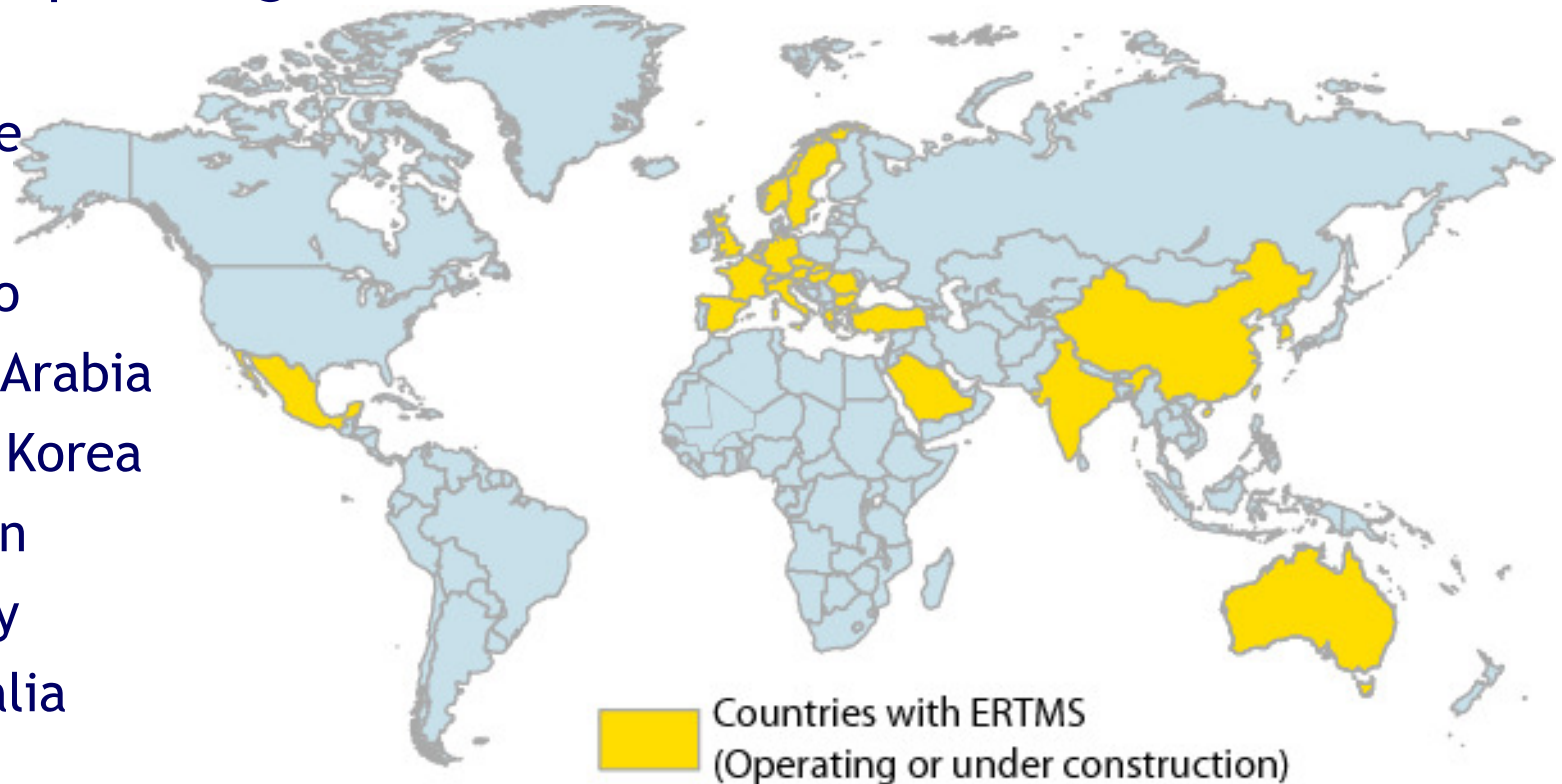 e
o
Arabia
Korea
n
y
alia
Countries with ERTMS
(Operating or under construction)